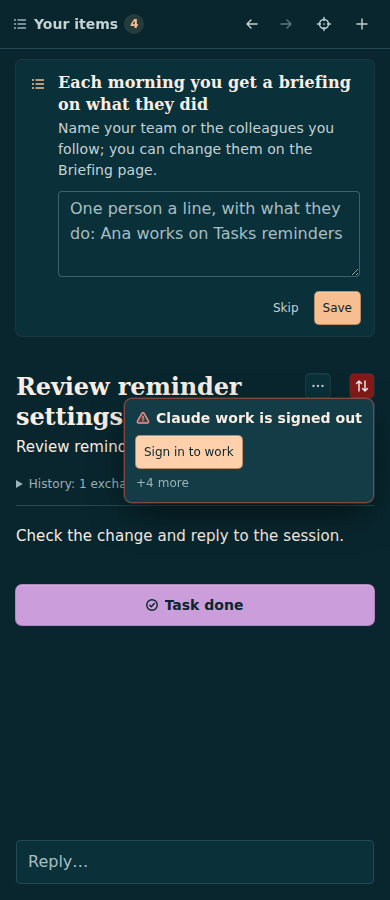 Your items 4
Each morning you get a briefing
on what they did
Name your team or the colleagues you
follow; you can change them on the
Briefing page.
One person a line, with what they
do: Ana works on Tasks reminders
Skip Save
Review reminder
settings
Review remin
History: 1 excha
Claude work is signed out
Sign in to work
+4 more
Check the change and reply to the session.
Task done
Reply…